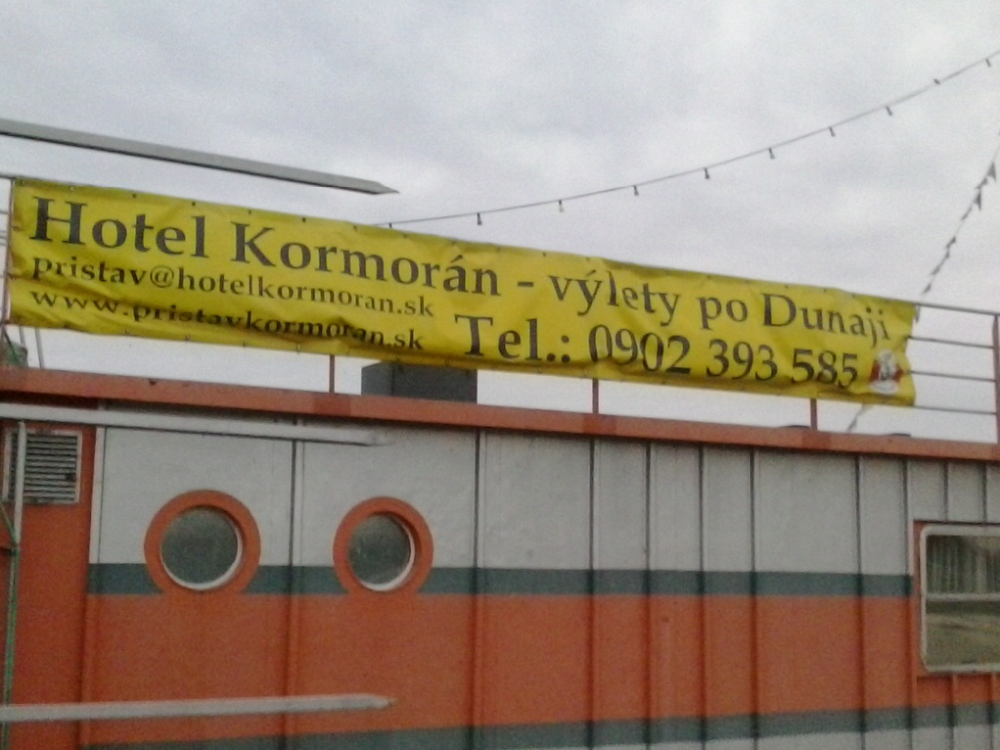 Hotel Kormorán - výlety po Dunaji
pristav@hotelkormoran.sk
www.pristavkormoran.sk
Tel.: 0902 393 585